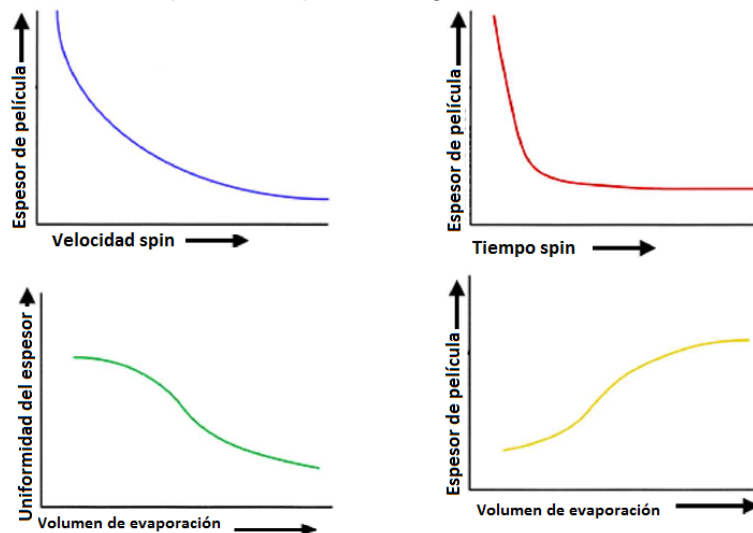 Espesor de película
Velocidad spin
Espesor de película
Tiempo spin
Uniformidad del espesor
Volumen de evaporación
Espesor de película
Volumen de evaporación